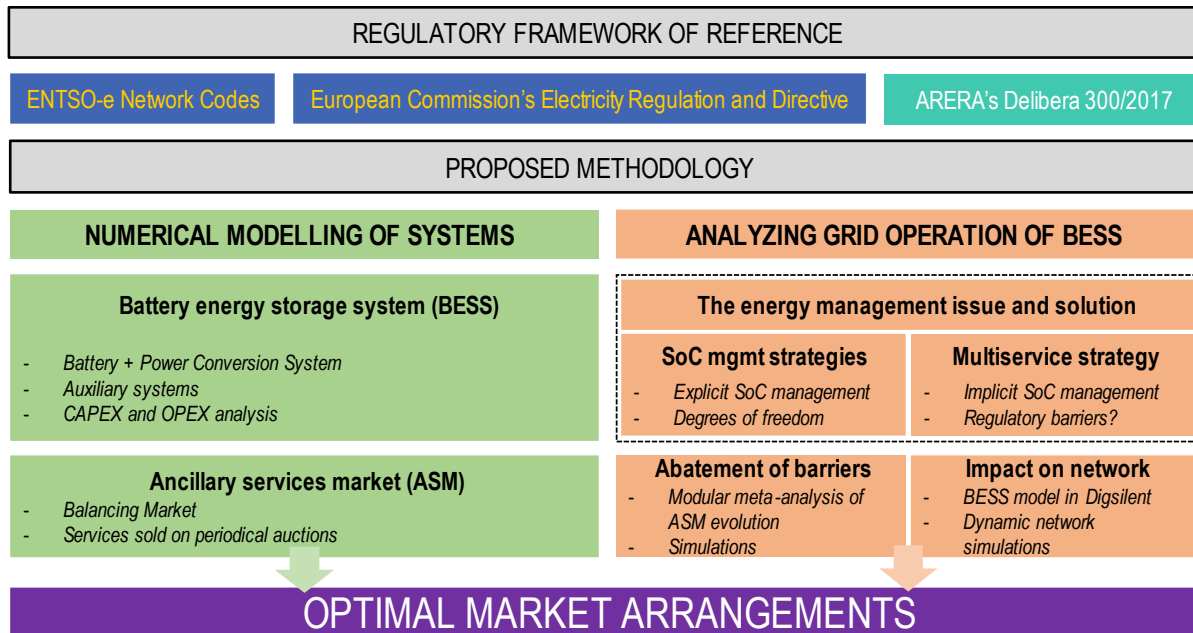 REGULATORY FRAMEWORK OF REFERENCE
ENTSO-e Network Codes
European Commission's Electricity Regulation and Directive
ARERA's Delibera 300/2017
PROPOSED METHODOLOGY
NUMERICAL MODELLING OF SYSTEMS
Battery energy storage system (BESS)
- Battery + Power Conversion System
- Auxiliary systems
- CAPEX and OPEX analysis
Ancillary services market (ASM)
- Balancing Market
- Services sold on periodical auctions
ANALYZING GRID OPERATION OF BESS
The energy management issue and solution
SoC mgmt strategies
- Explicit SoC management
- Degrees of freedom
Multiservice strategy
- Implicit SoC management
- Regulatory barriers?
Abatement of barriers
- Modular meta-analysis of
ASM evolution
- Simulations
Impact on network
- BESS model in Digsilent
- Dynamic network
simulations
OPTIMAL MARKET ARRANGEMENTS